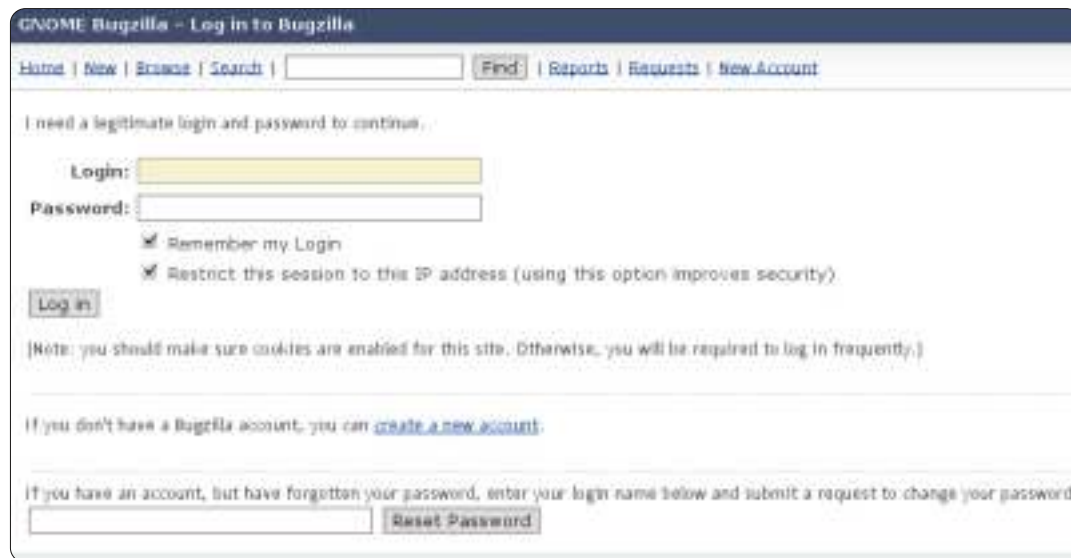 GNOME Bugzilla – Log in to Bugzilla
Home | New | Browse | Search | Find | Reports | Requests | New Account
I need a legitimate login and password to continue.
Login:
Password:
Remember my Login
Restrict this session to this IP address (using this option improves security)
Log in
(Note: you should make sure cookies are enabled for this site. Otherwise, you will be required to log in frequently.)
If you don't have a Bugzilla account, you can create a new account.
If you have an account, but have forgotten your password, enter your login name below and submit a request to change your password
Reset Password